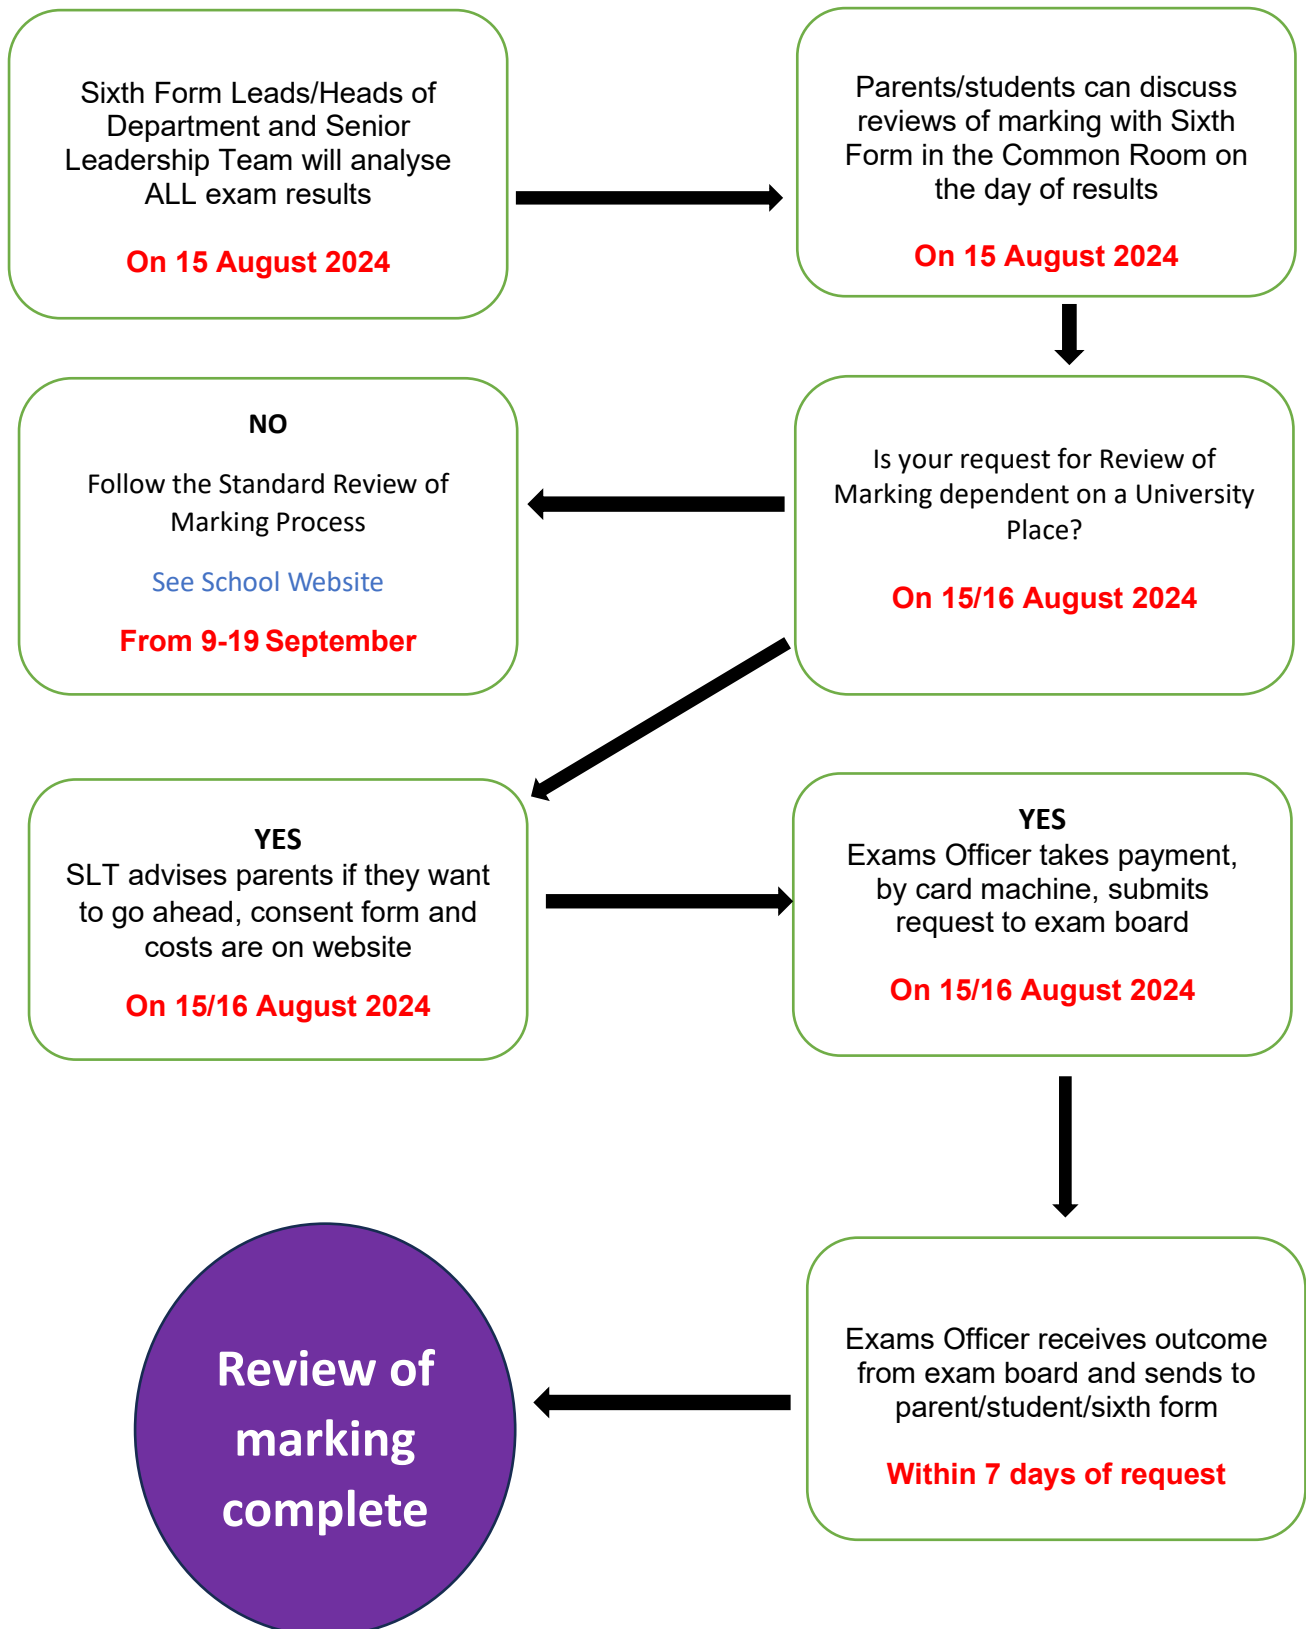 Sixth Form Leads/Heads of
Department and Senior
Leadership Team will analyse
ALL exam results
On 15 August 2024
Parents/students can discuss
reviews of marking with Sixth
Form in the Common Room on
the day of results
On 15 August 2024
Is your request for Review of
Marking dependent on a University
Place?
On 15/16 August 2024
NO
Follow the Standard Review of
Marking Process
See School Website
From 9-19 September
YES
SLT advises parents if they want
to go ahead, consent form and
costs are on website
On 15/16 August 2024
YES
Exams Officer takes payment,
by card machine, submits
request to exam board
On 15/16 August 2024
Exams Officer receives outcome
from exam board and sends to
parent/student/sixth form
Within 7 days of request
Review of
marking
complete